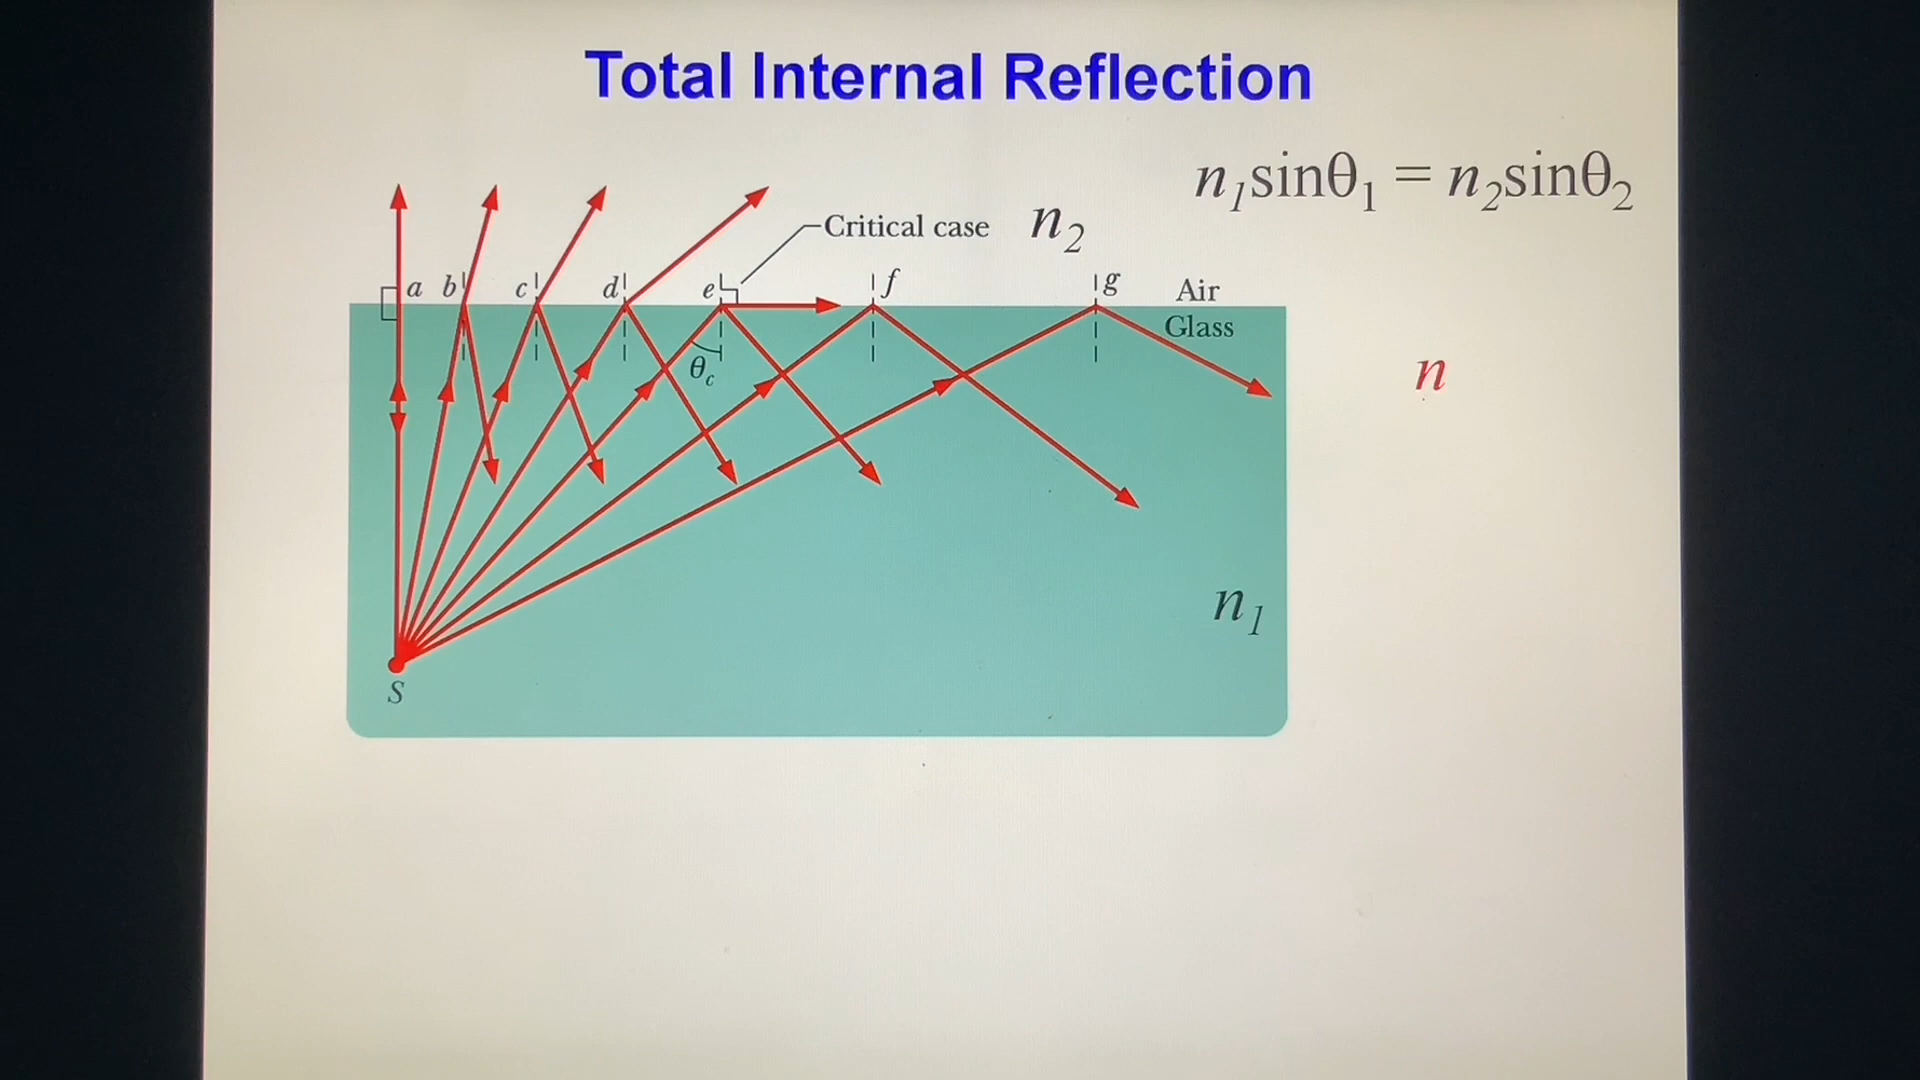 Total Internal Reflection
n₁sinθ₁ = n₂sinθ₂
Critical case
n₂
a b c d e f g
Air
Glass
θc
n
n₁
S